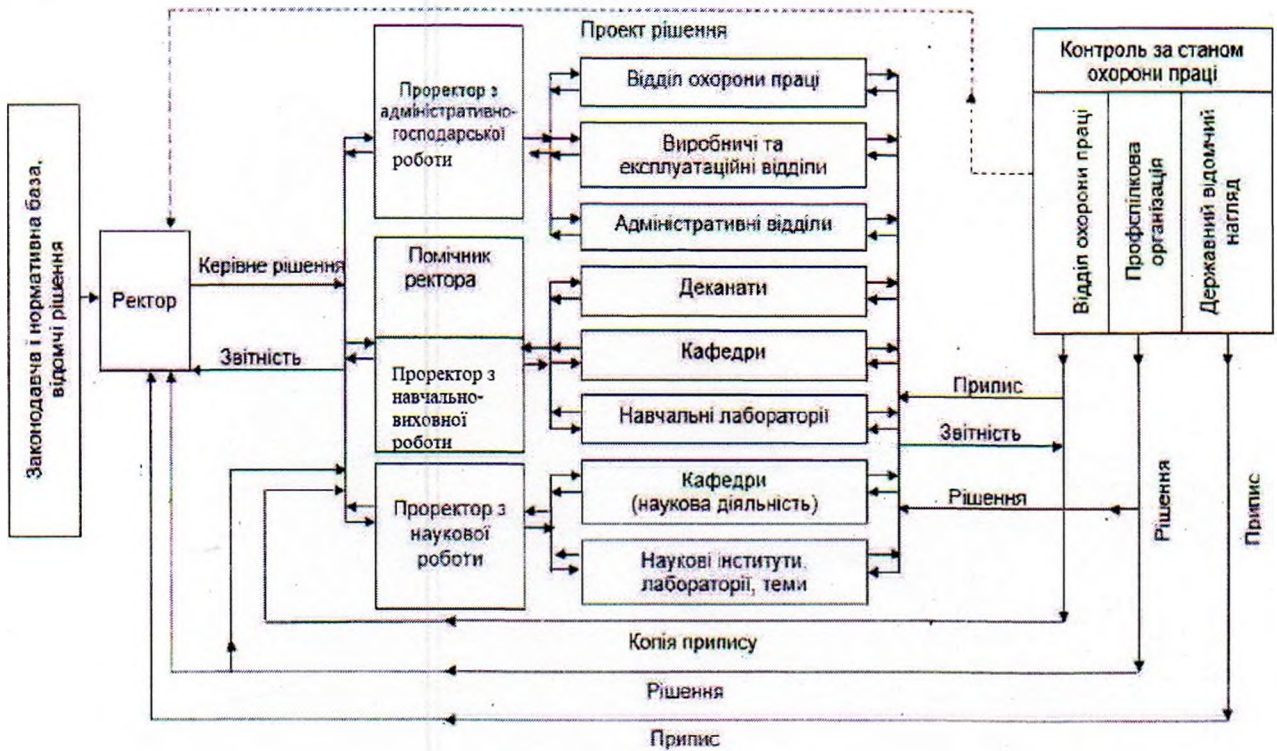 Проект рішення
Контроль за станом
охорони праці
Відділ охорони праці
Профспілкова
організація
Державний відомчий
нагляд
Законодавча і нормативна база,
відомчі рішення
Ректор
Керівне рішення
Звітність
Проректор з
адміністративно-
господарської
роботи
Помічник
ректора
Проректор з
навчально-
виховної
роботи
Проректор з
наукової
роботи
Відділ охорони праці
Виробничі та
експлуатаційні відділи
Адміністративні відділи
Деканати
Кафедри
Навчальні лабораторії
Кафедри
(наукова діяльність)
Наукові інститути,
лабораторії, теми
Припис
Звітність
Рішення
Рішення
Припис
Копія припису
Рішення
Припис